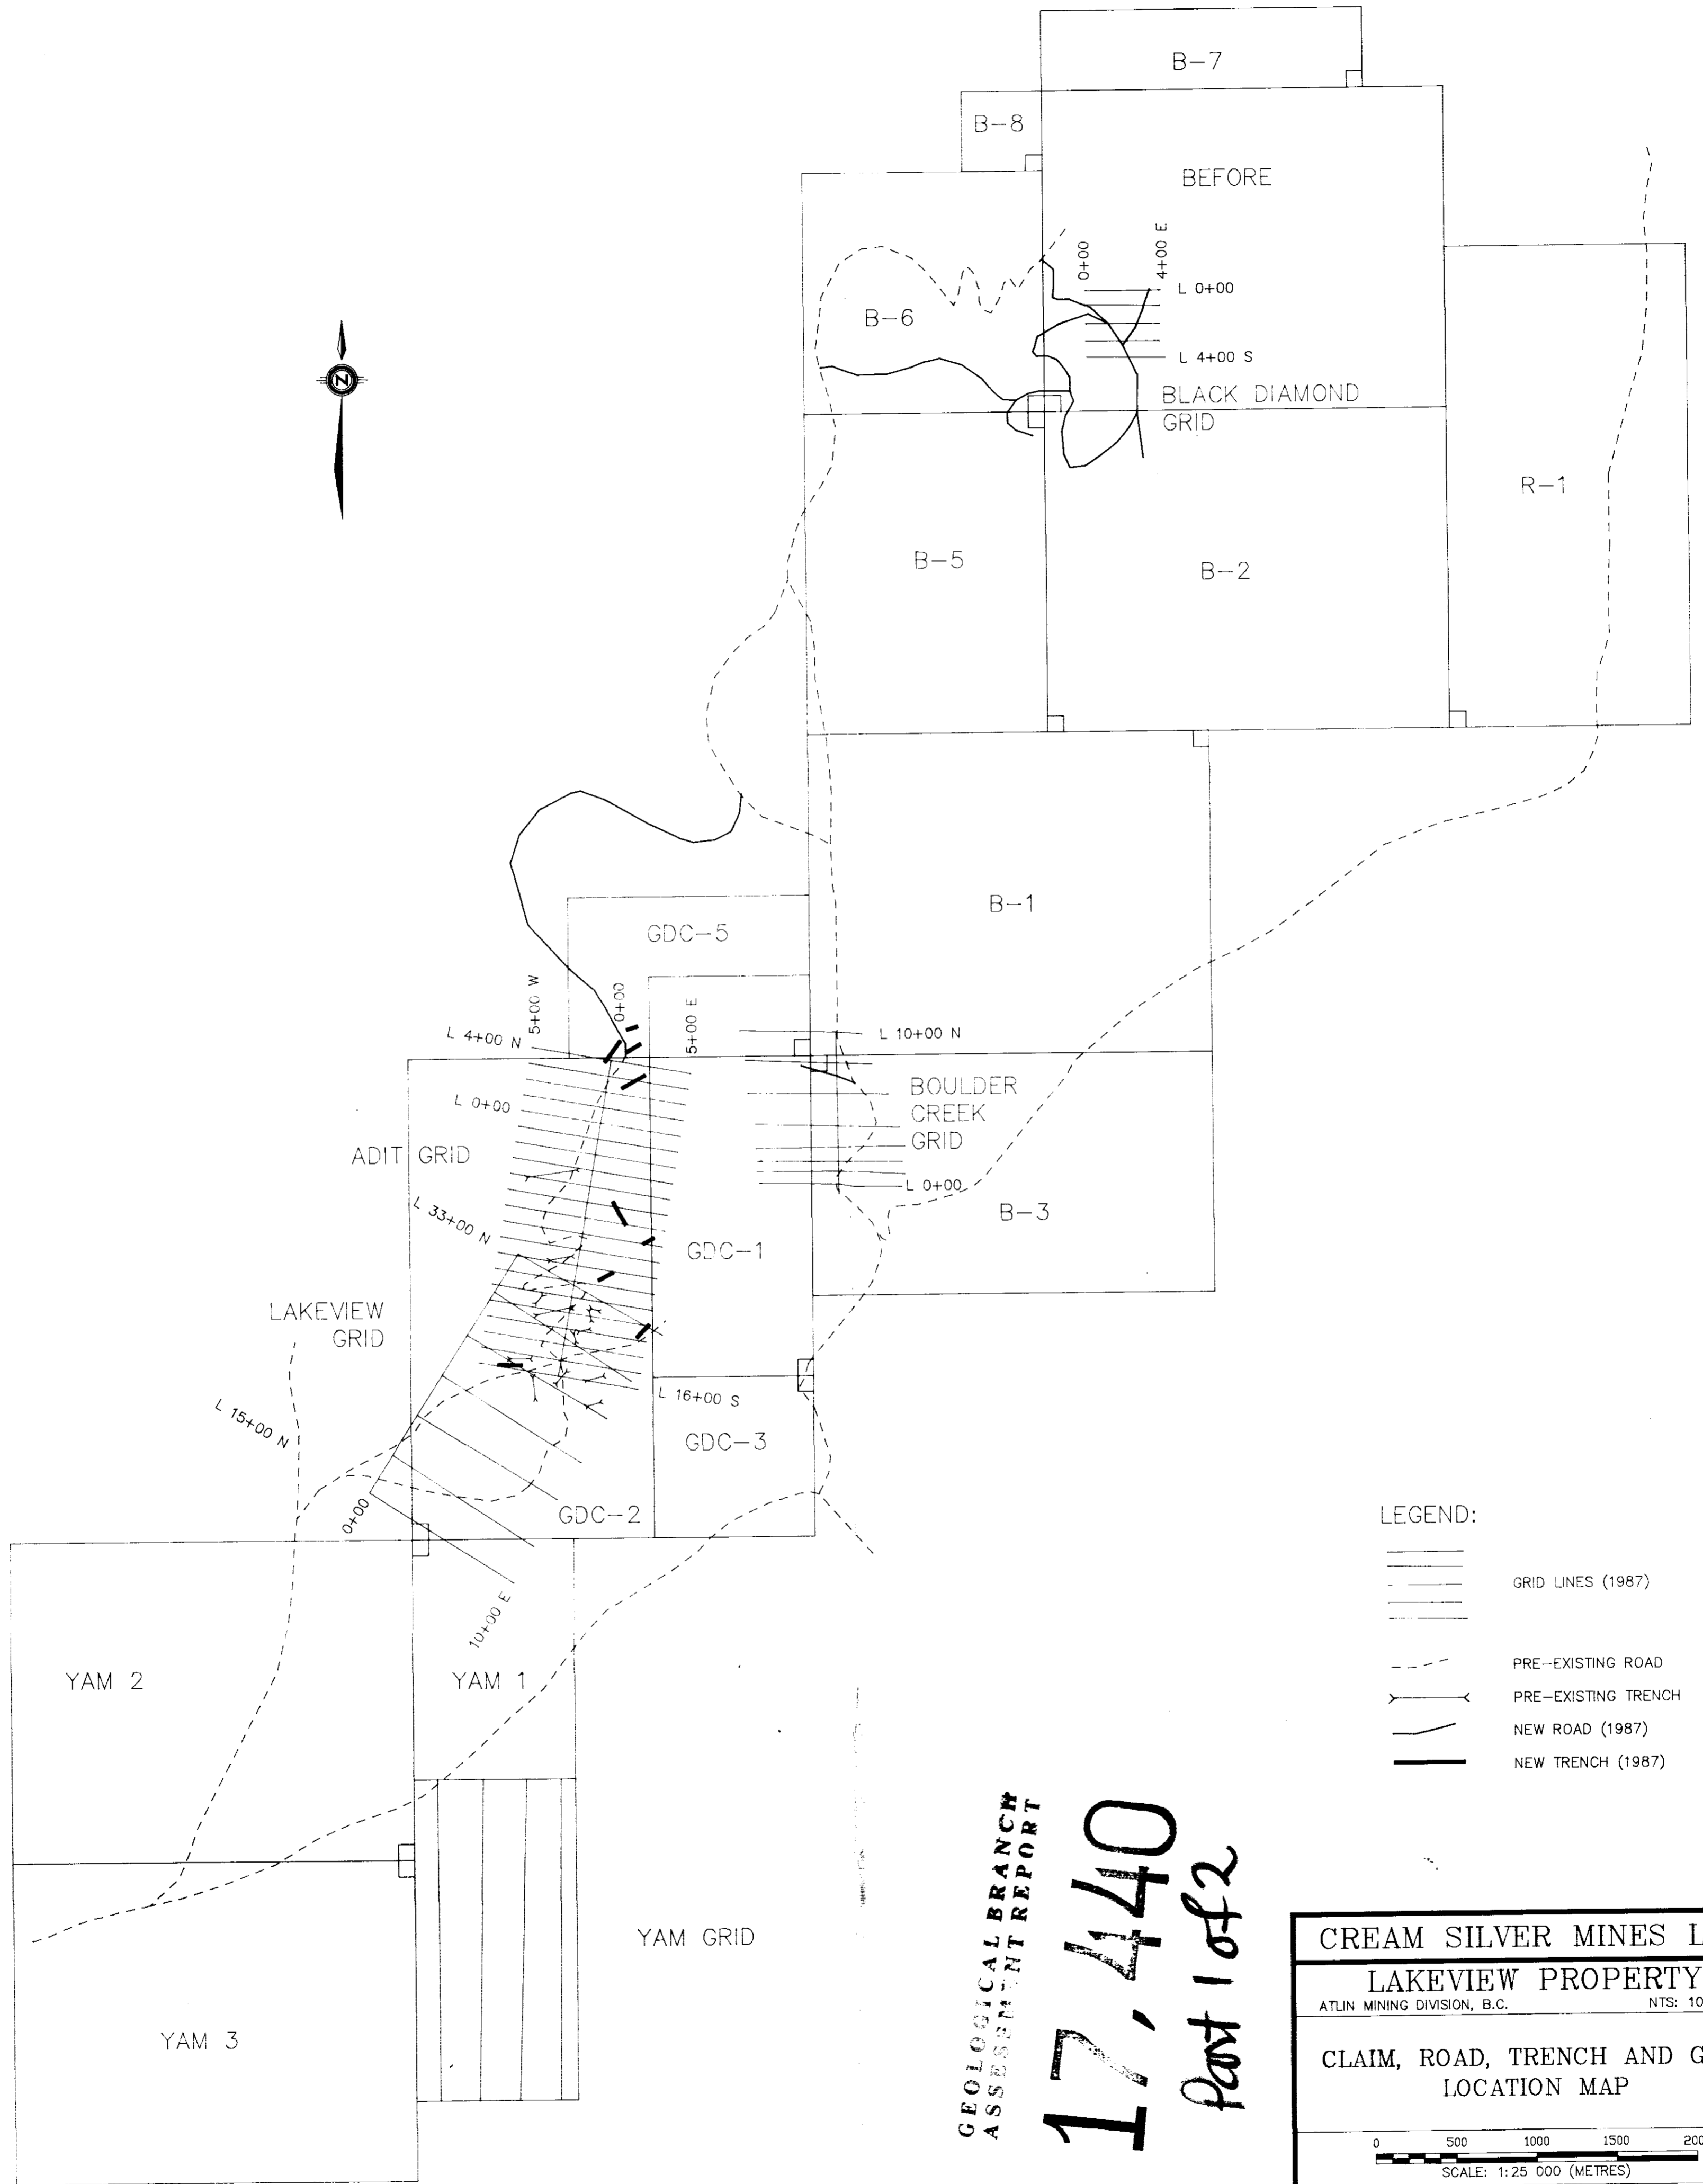 B-7
B-8
BEFORE
0+00
4+00 E
L 0+00
B-6
L 4+00 S
BLACK DIAMOND
GRID
N
R-1
B-5
B-2
B-1
GDC-5
5+00 W
0+00
5+00 E
L 4+00 N
L 10+00 N
L 0+00
BOULDER
CREEK
GRID
ADIT GRID
L 0+00
L 33+00 N
B-3
GDC-1
LAKEVIEW
GRID
L 16+00 S
L 15+00 N
GDC-3
0+00
GDC-2
10+00 E
YAM 2
YAM 1
YAM GRID
YAM 3
LEGEND:
GRID LINES (1987)
PRE-EXISTING ROAD
PRE-EXISTING TRENCH
NEW ROAD (1987)
NEW TRENCH (1987)
GEOLOGICAL BRANCH
ASSESSMENT REPORT
17,440
Part 1 of 2
CREAM SILVER MINES L
LAKEVIEW PROPERTY
ATLIN MINING DIVISION, B.C. NTS: 10
CLAIM, ROAD, TRENCH AND G
LOCATION MAP
0 500 1000 1500 200
SCALE: 1:25 000 (METRES)